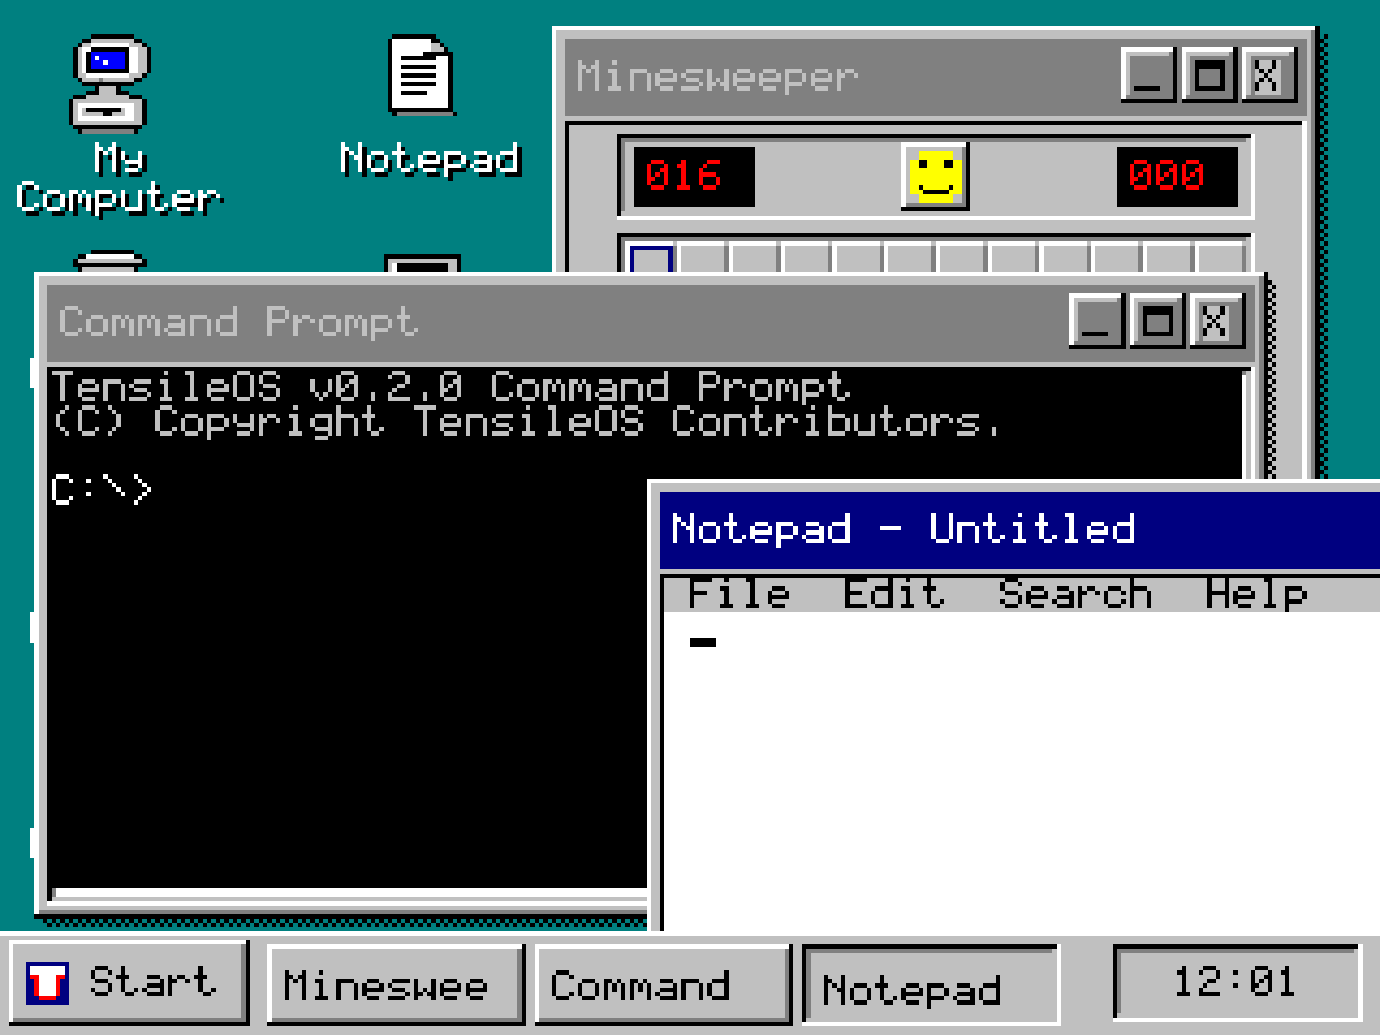 My
Computer
Notepad
Minesweeper
016
000
Command Prompt
TensileOS v0.2.0 Command Prompt
(C) Copyright TensileOS Contributors.
C:\>
Notepad - Untitled
File Edit Search Help
Start
Mineswee
Command
Notepad
12:01